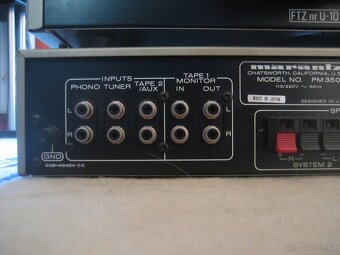 FTZ nr U-10
marantz
CHATSWORTH, CALIFORNIA, U.S
MODEL NO. PM350
110/220V ~ 50Hz
MADE IN JAPAN
DESIGNED IN U.
INPUTS
PHONO TUNER TAPE 2
/AUX
TAPE 1
MONITOR
IN OUT
L
L
R
R
GND
SP
R L
SYSTEM 2